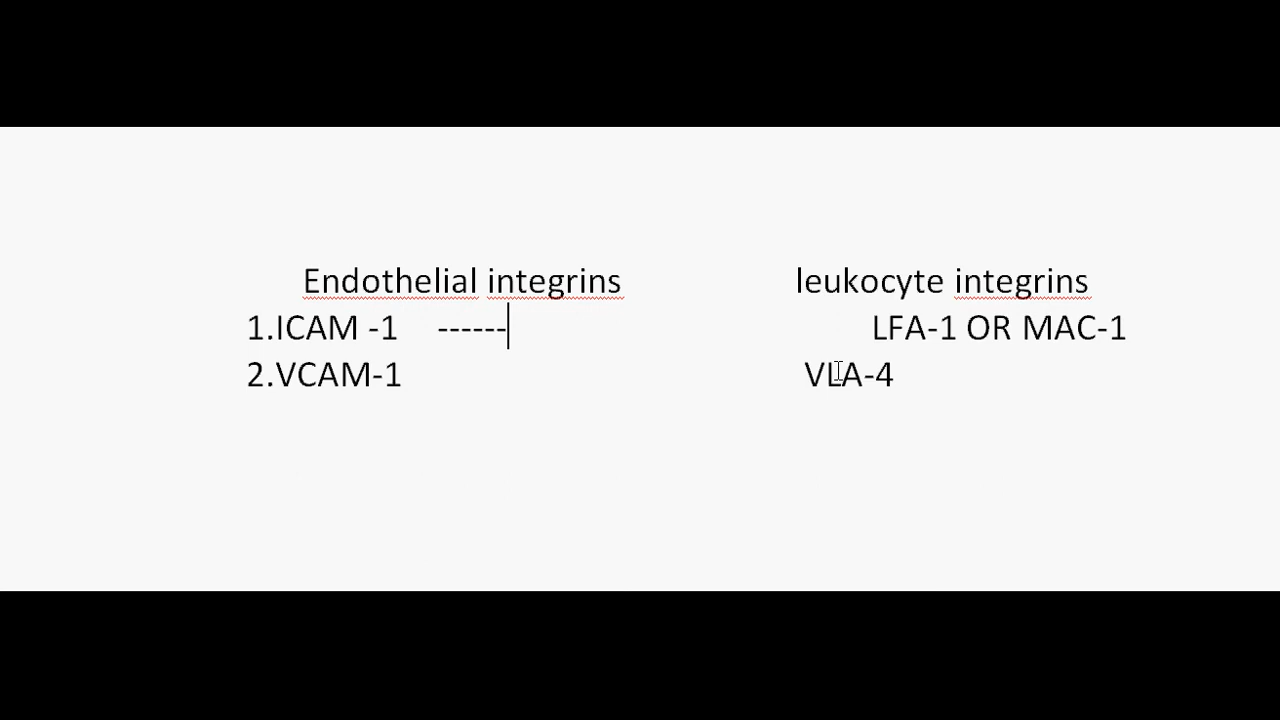 Endothelial integrins leukocyte integrins
1.ICAM -1 ------ LFA-1 OR MAC-1
2.VCAM-1 VLA-4